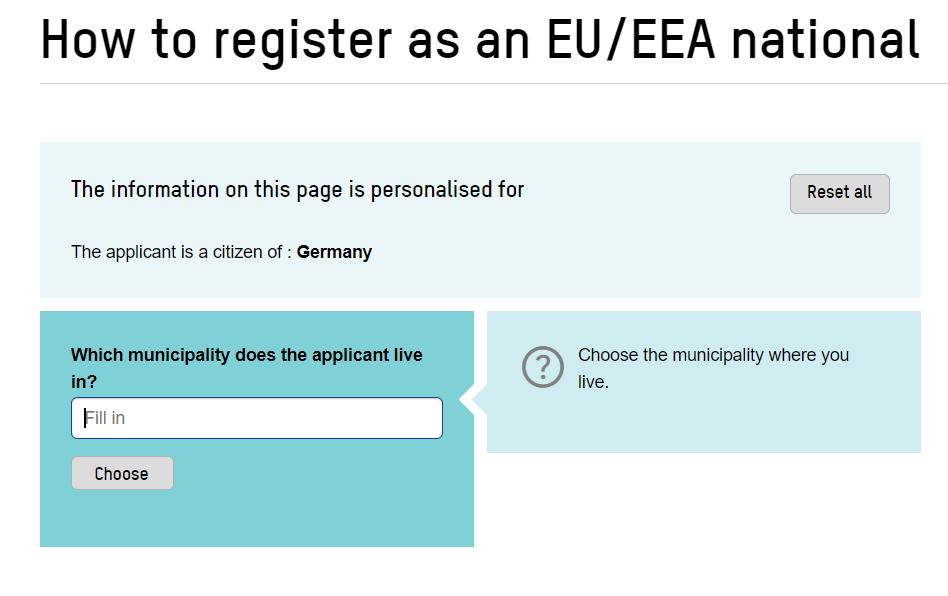 How to register as an EU/EEA national
The information on this page is personalised for
Reset all
The applicant is a citizen of : Germany
Which municipality does the applicant live
in?
Fill in
Choose
?
Choose the municipality where you
live.